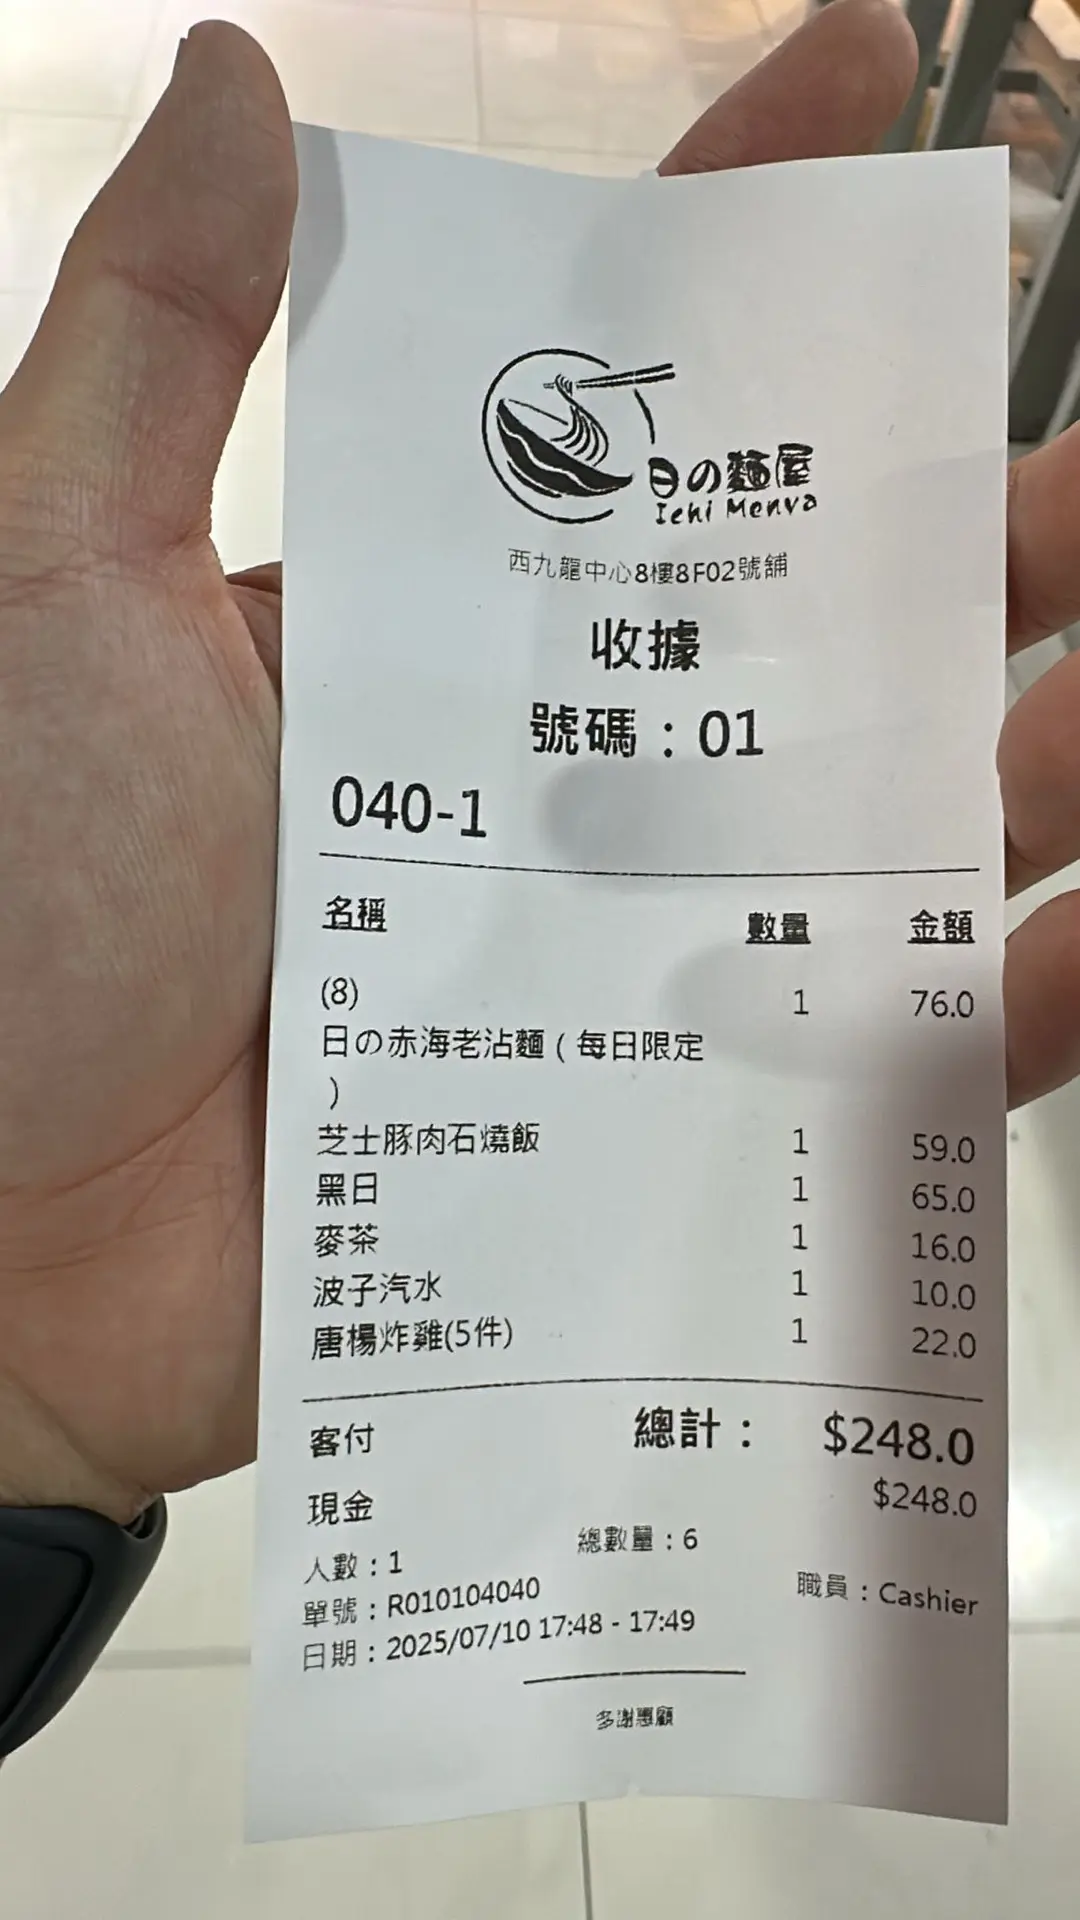 日の麵屋
Ichi Menya
西九龍中心8樓8F02號舖
收據
號碼：01
040-1
名稱 數量 金額
(8) 1 76.0
日の赤海老沾麵（每日限定
）
芝士豚肉石燒飯 1 59.0
黑日 1 65.0
麥茶 1 16.0
波子汽水 1 10.0
唐楊炸雞(5件) 1 22.0
客付 總計： $248.0
現金 $248.0
人數：1 總數量：6
單號：R010104040 職員：Cashier
日期：2025/07/10 17:48 - 17:49
多謝惠顧